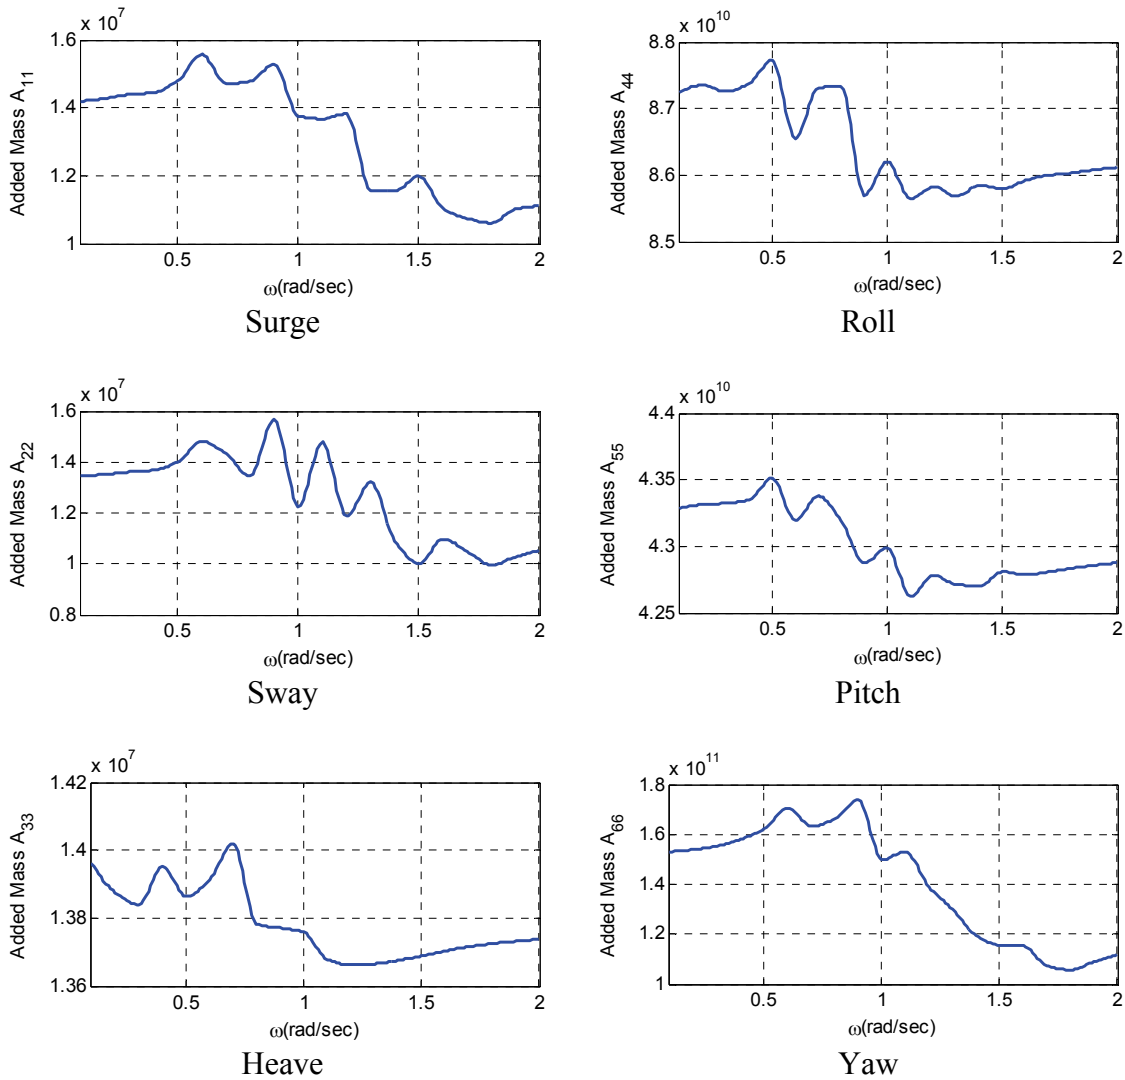 x 10^7
1.6
1.4
1.2
1
Added Mass A_11
0.5 1 1.5 2
ω(rad/sec)
Surge
x 10^10
8.8
8.7
8.6
8.5
Added Mass A_44
0.5 1 1.5 2
ω(rad/sec)
Roll
x 10^7
1.6
1.4
1.2
1
0.8
Added Mass A_22
0.5 1 1.5 2
ω(rad/sec)
Sway
x 10^10
4.4
4.35
4.3
4.25
Added Mass A_55
0.5 1 1.5 2
ω(rad/sec)
Pitch
x 10^7
1.42
1.4
1.38
1.36
Added Mass A_33
0.5 1 1.5 2
ω(rad/sec)
Heave
x 10^11
1.8
1.6
1.4
1.2
1
Added Mass A_66
0.5 1 1.5 2
ω(rad/sec)
Yaw